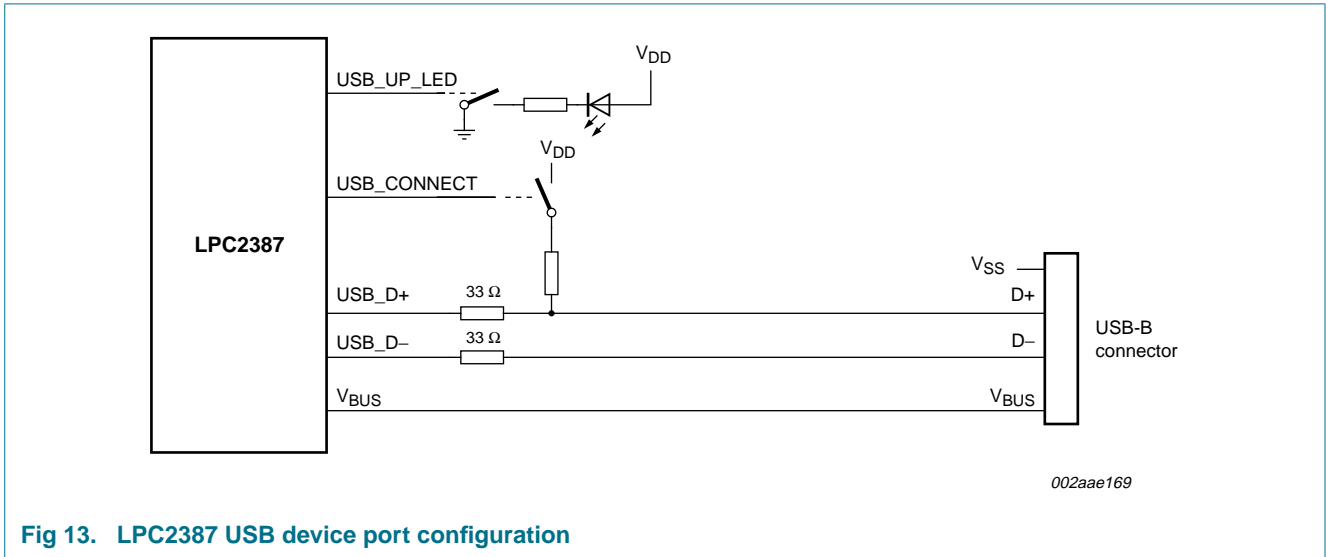 USB_UP_LED
VDD
VDD
USB_CONNECT
LPC2387
VSS
USB_D+
33 Ω
D+
USB_D−
33 Ω
D−
USB-B
connector
VBUS
VBUS
002aae169
Fig 13. LPC2387 USB device port configuration